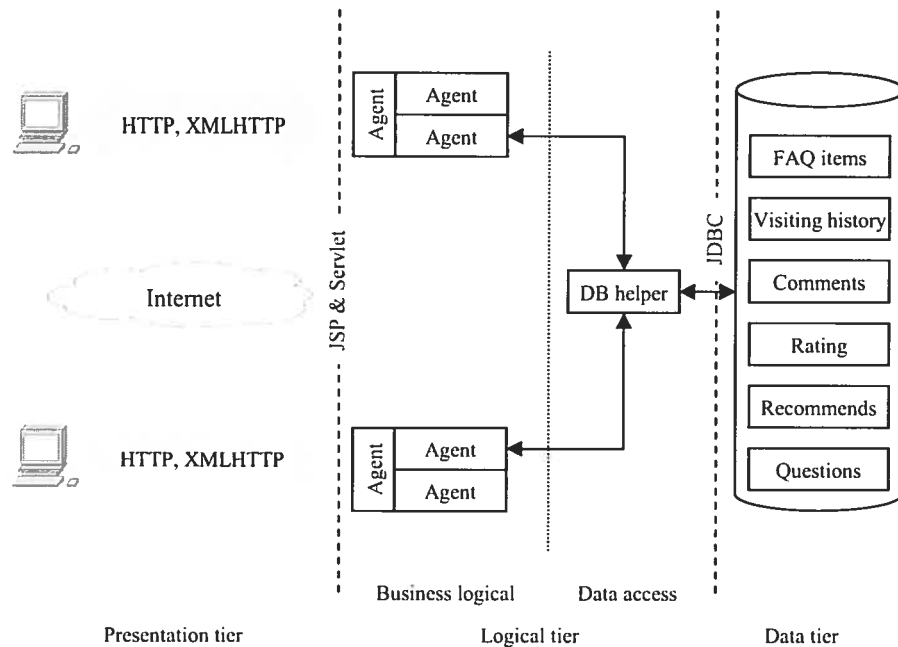 HTTP, XMLHTTP
Internet
HTTP, XMLHTTP
JSP & Servlet
Agent
Agent
Agent
Agent
Agent
Agent
DB helper
JDBC
FAQ items
Visiting history
Comments
Rating
Recommends
Questions
Business logical
Data access
Presentation tier
Logical tier
Data tier